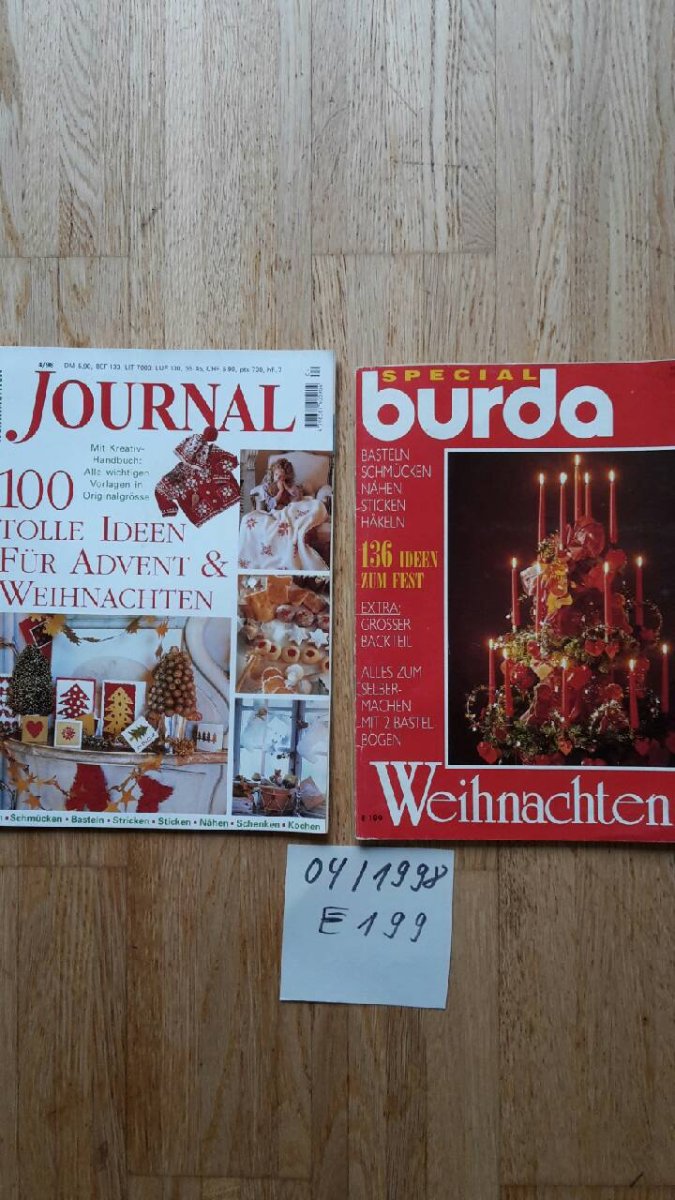 JOURNAL
Mit Kreativ-
Handbuch:
Alle wichtigen
Vorlagen in
Originalgrösse
100
TOLLE IDEEN
FÜR ADVENT &
WEIHNACHTEN
• Schmücken • Basteln • Stricken • Sticken • Nähen • Schenken • Kochen
SPECIAL
burda
BASTELN
SCHMÜCKEN
NÄHEN
STICKEN
HÄKELN
136 IDEEN
ZUM FEST
EXTRA:
GROSSER
BACKTEIL
ALLES ZUM
SELBER-
MACHEN
MIT 2 BASTEL
BÖGEN
Weihnachten
04/1998
E 199